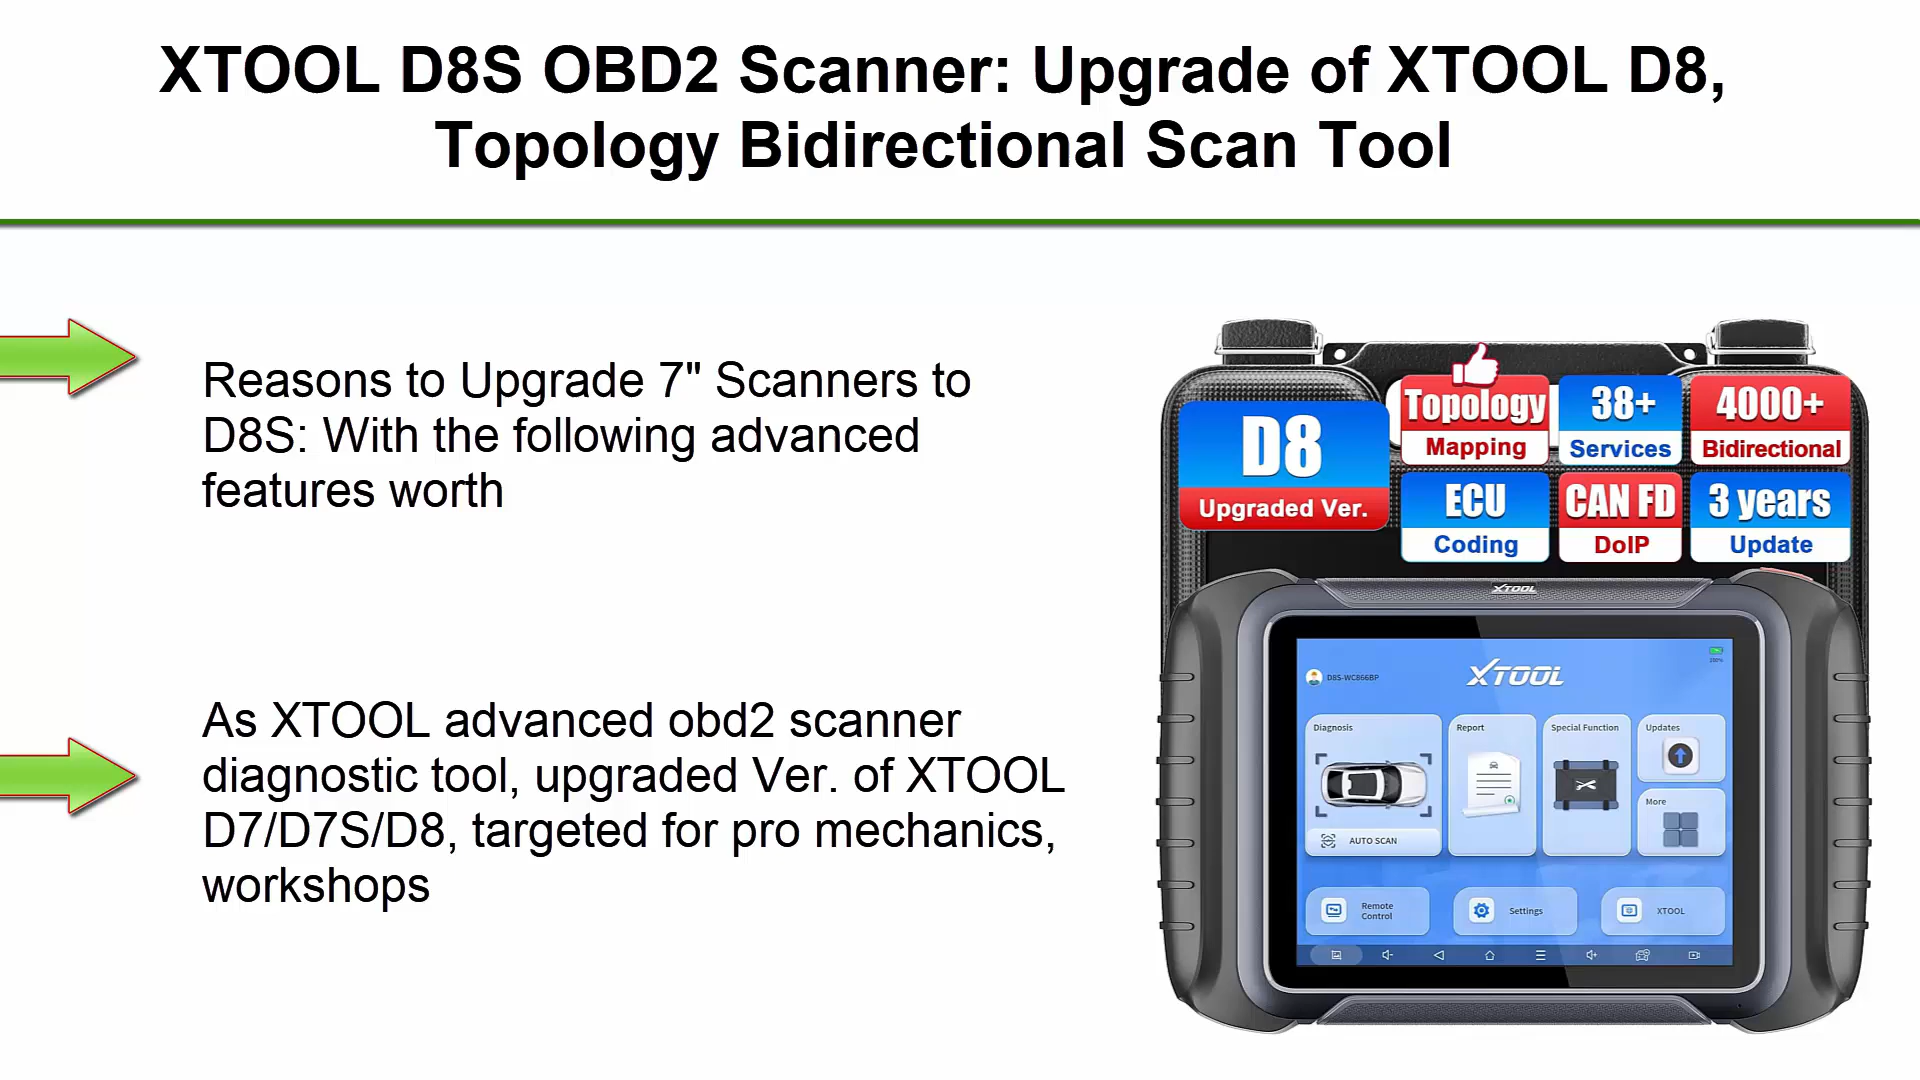 XTOOL D8S OBD2 Scanner: Upgrade of XTOOL D8,
Topology Bidirectional Scan Tool
Reasons to Upgrade 7" Scanners to
D8S: With the following advanced
features worth
As XTOOL advanced obd2 scanner
diagnostic tool, upgraded Ver. of XTOOL
D7/D7S/D8, targeted for pro mechanics,
workshops
D8
Upgraded Ver.
Topology
Mapping
38+
Services
4000+
Bidirectional
ECU
Coding
CAN FD
DoIP
3 years
Update
XTOOL
D8S-WC866BP
XTOOL
100%
Diagnosis
AUTO SCAN
Report
Special Function
Updates
More
Remote
Control
Settings
XTOOL